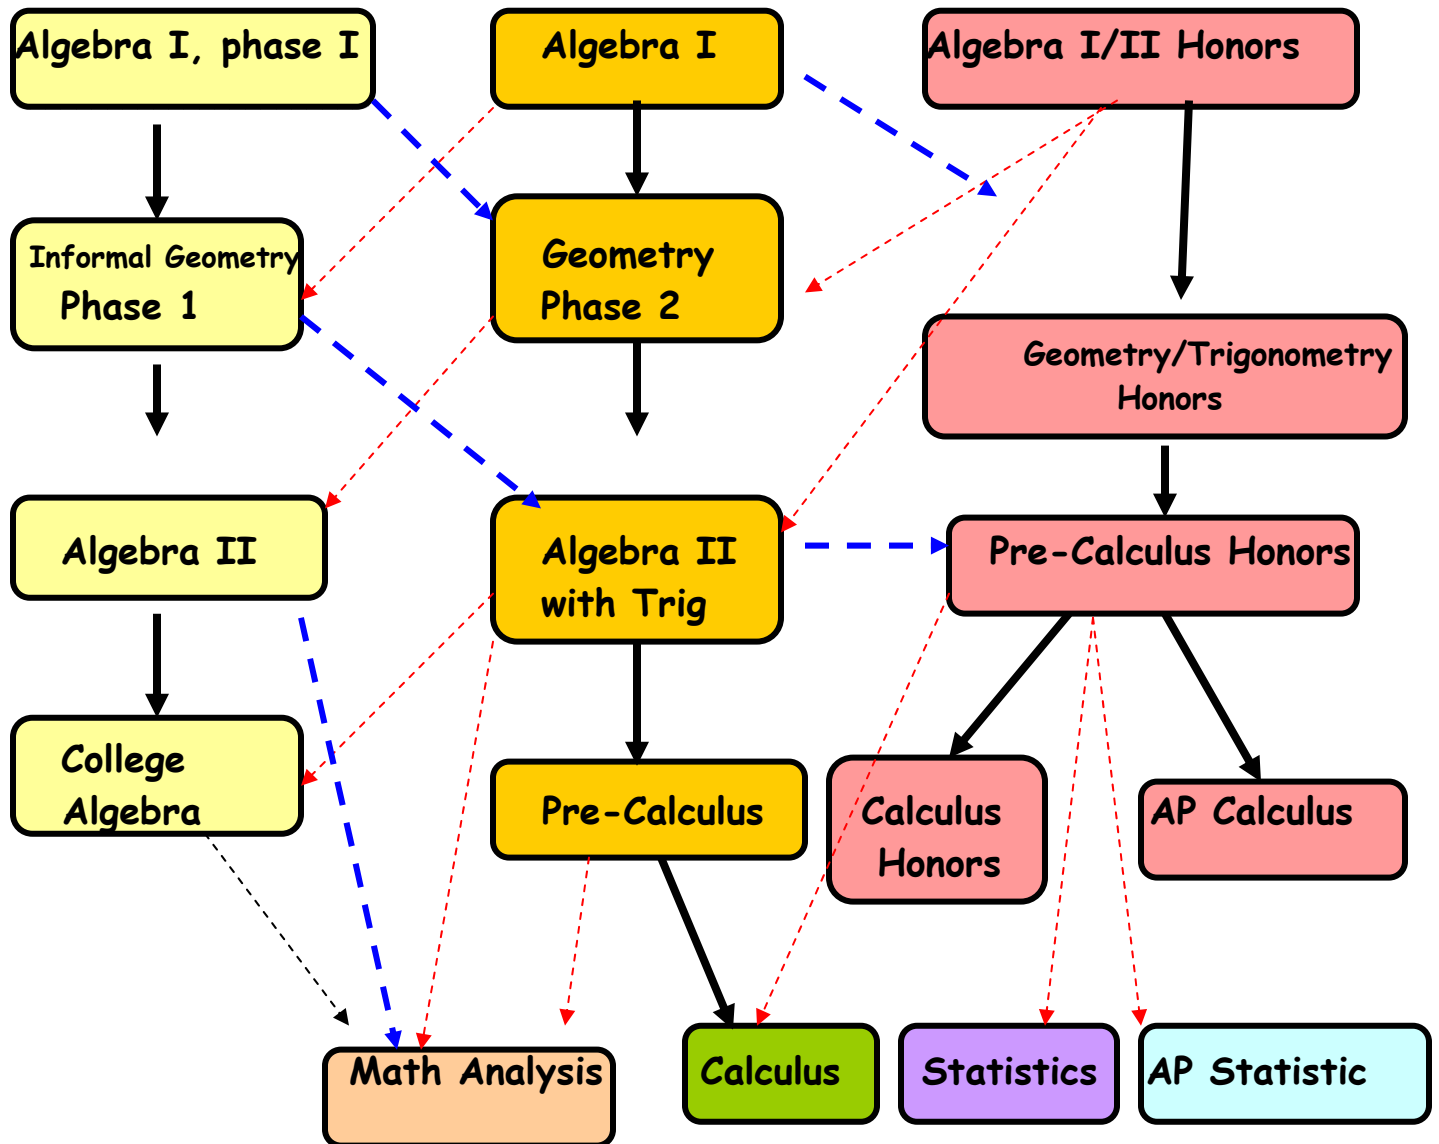 Algebra I, phase I
Algebra I
Algebra I/II Honors
Informal Geometry
Phase 1
Geometry
Phase 2
Geometry/Trigonometry
Honors
Algebra II
Algebra II
with Trig
Pre-Calculus Honors
College
Algebra
Pre-Calculus
Calculus
Honors
AP Calculus
Math Analysis
Calculus
Statistics
AP Statistic